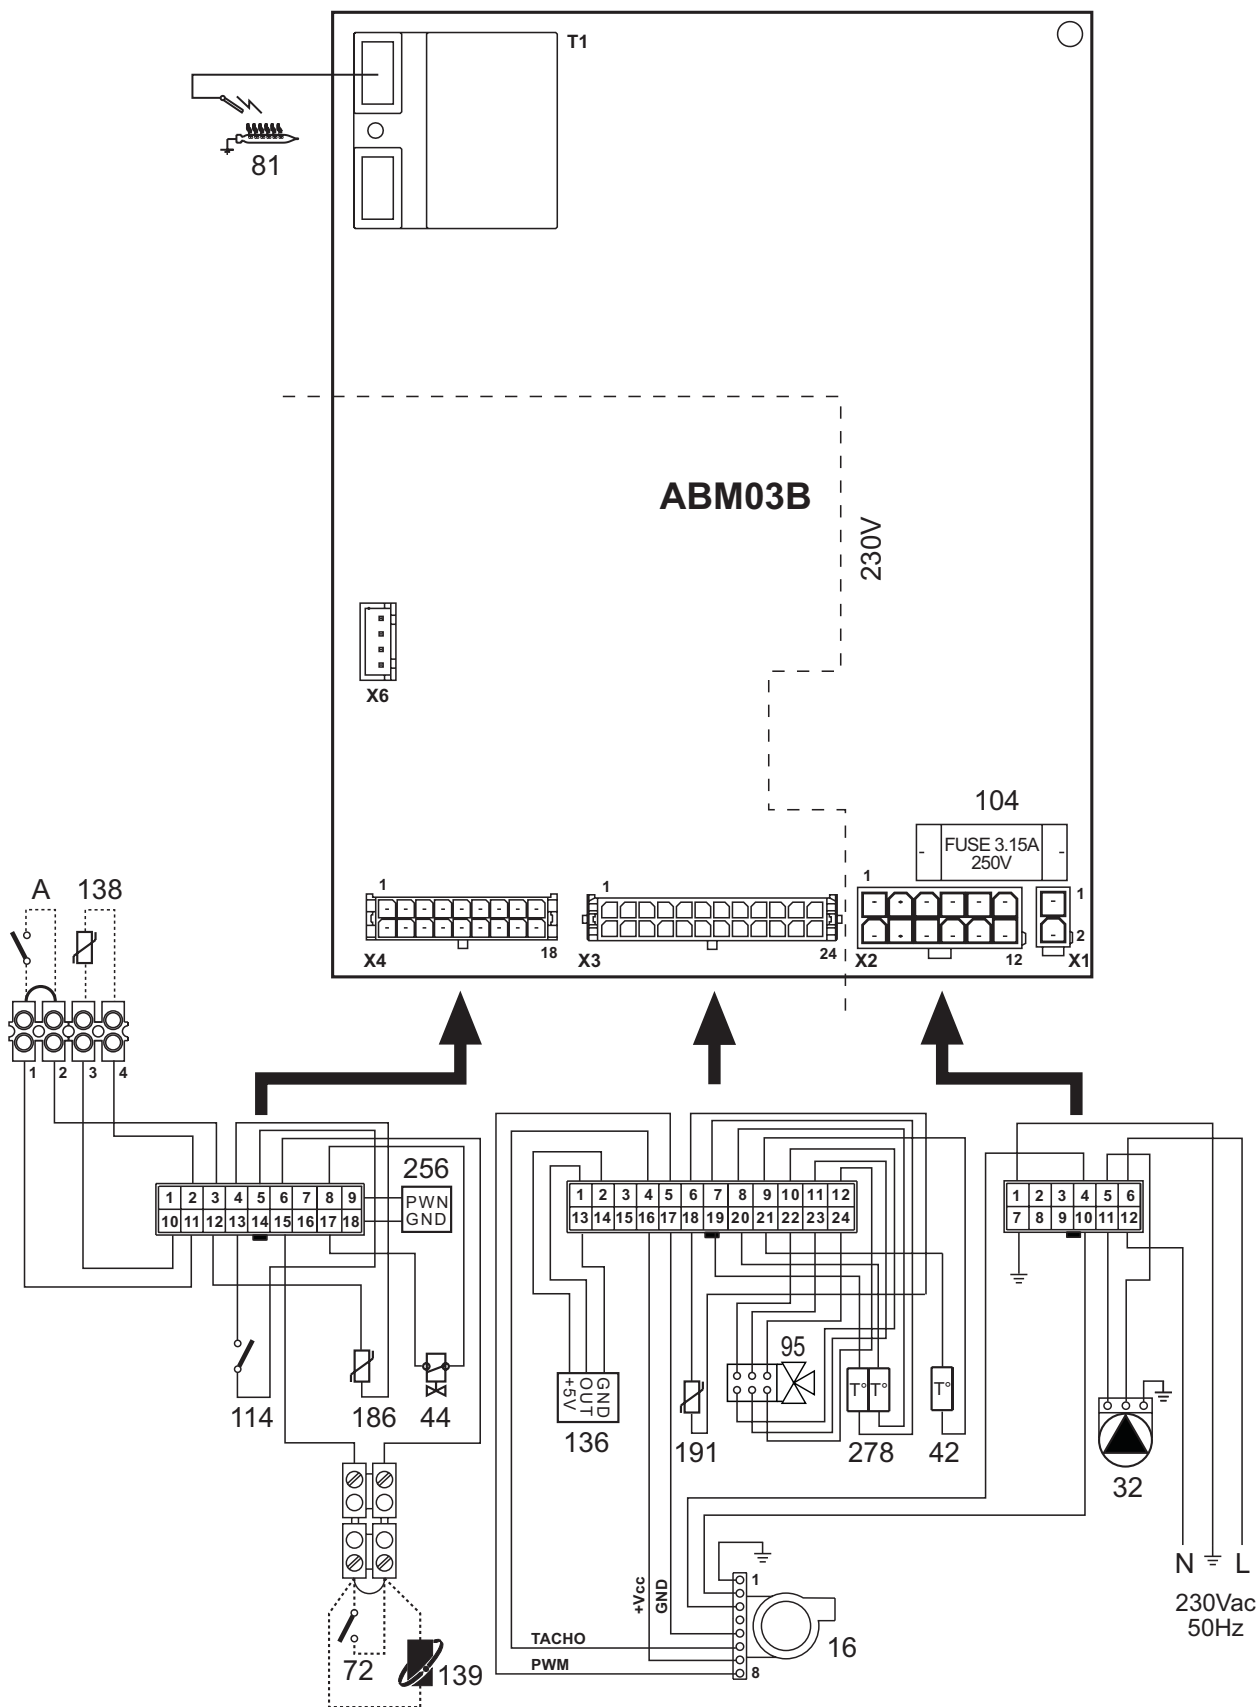 T1
81
ABM03B
230V
X6
104
FUSE 3.15A
250V
1
18
X4
1
24
X3
1
12
X2
1
2
X1
A 138
1 2 3 4
256
PWN
GND
1 2 3 4 5 6 7 8 9
10 11 12 13 14 15 16 17 18
1 2 3 4 5 6 7 8 9 10 11 12
13 14 15 16 17 18 19 20 21 22 23 24
1 2 3 4 5 6
7 8 9 10 11 12
114 186 44
GND
OUT
+5V
136
191
95
T° T°
278
T°
42
32
N L
230Vac
50Hz
72 139
+Vcc
GND
TACHO
PWM
1
8
16